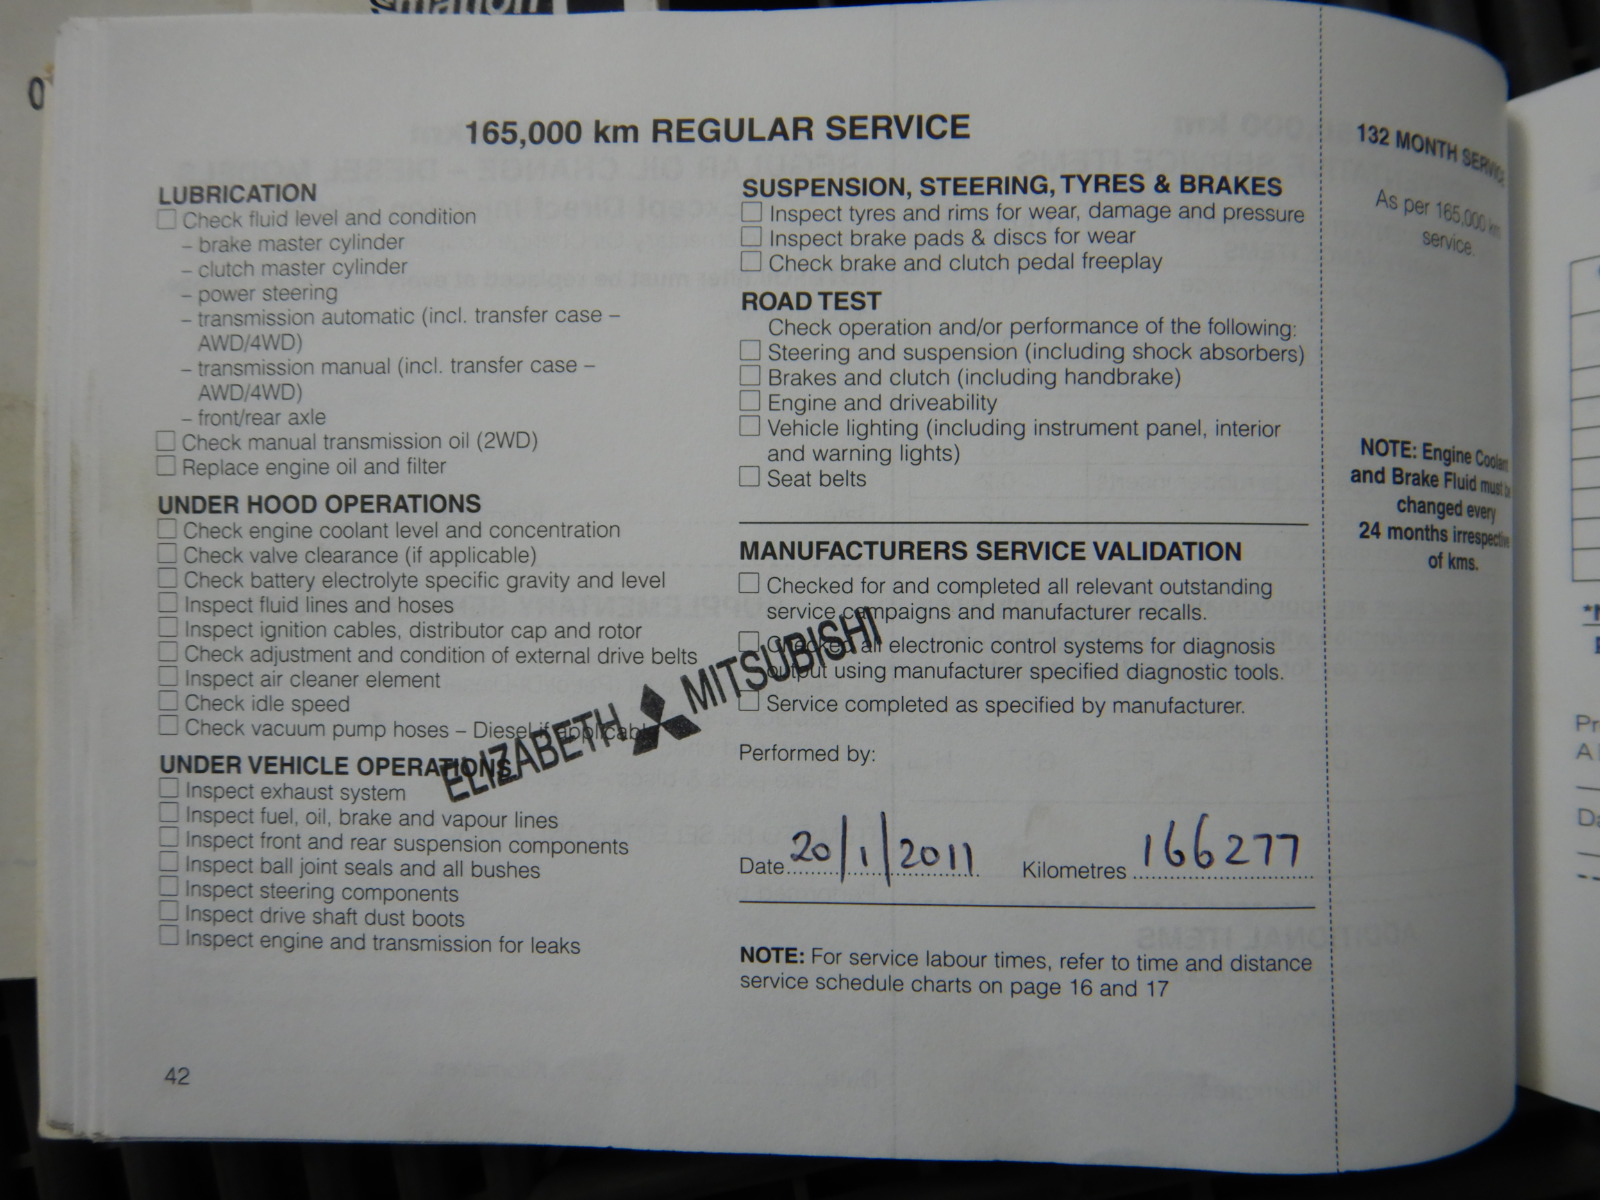 165,000 km REGULAR SERVICE
LUBRICATION
Check fluid level and condition
– brake master cylinder
– clutch master cylinder
– power steering
– transmission automatic (incl. transfer case –
AWD/4WD)
– transmission manual (incl. transfer case –
AWD/4WD)
– front/rear axle
Check manual transmission oil (2WD)
Replace engine oil and filter
UNDER HOOD OPERATIONS
Check engine coolant level and concentration
Check valve clearance (if applicable)
Check battery electrolyte specific gravity and level
Inspect fluid lines and hoses
Inspect ignition cables, distributor cap and rotor
Check adjustment and condition of external drive belts
Inspect air cleaner element
Check idle speed
Check vacuum pump hoses – Diesel if applicable
UNDER VEHICLE OPERATIONS
Inspect exhaust system
Inspect fuel, oil, brake and vapour lines
Inspect front and rear suspension components
Inspect ball joint seals and all bushes
Inspect steering components
Inspect drive shaft dust boots
Inspect engine and transmission for leaks
42
SUSPENSION, STEERING, TYRES & BRAKES
Inspect tyres and rims for wear, damage and pressure
Inspect brake pads & discs for wear
Check brake and clutch pedal freeplay
ROAD TEST
Check operation and/or performance of the following:
Steering and suspension (including shock absorbers)
Brakes and clutch (including handbrake)
Engine and driveability
Vehicle lighting (including instrument panel, interior
and warning lights)
Seat belts
MANUFACTURERS SERVICE VALIDATION
Checked for and completed all relevant outstanding
service campaigns and manufacturer recalls.
Checked all electronic control systems for diagnosis
output using manufacturer specified diagnostic tools.
Service completed as specified by manufacturer.
ELIZABETH MITSUBISHI
Performed by:
Date 20/1/2011 Kilometres 166277
NOTE: For service labour times, refer to time and distance
service schedule charts on page 16 and 17
132 MONTH SERVICE
As per 165,000 km
service.
NOTE: Engine Coolant
and Brake Fluid must be
changed every
24 months irrespective
of kms.